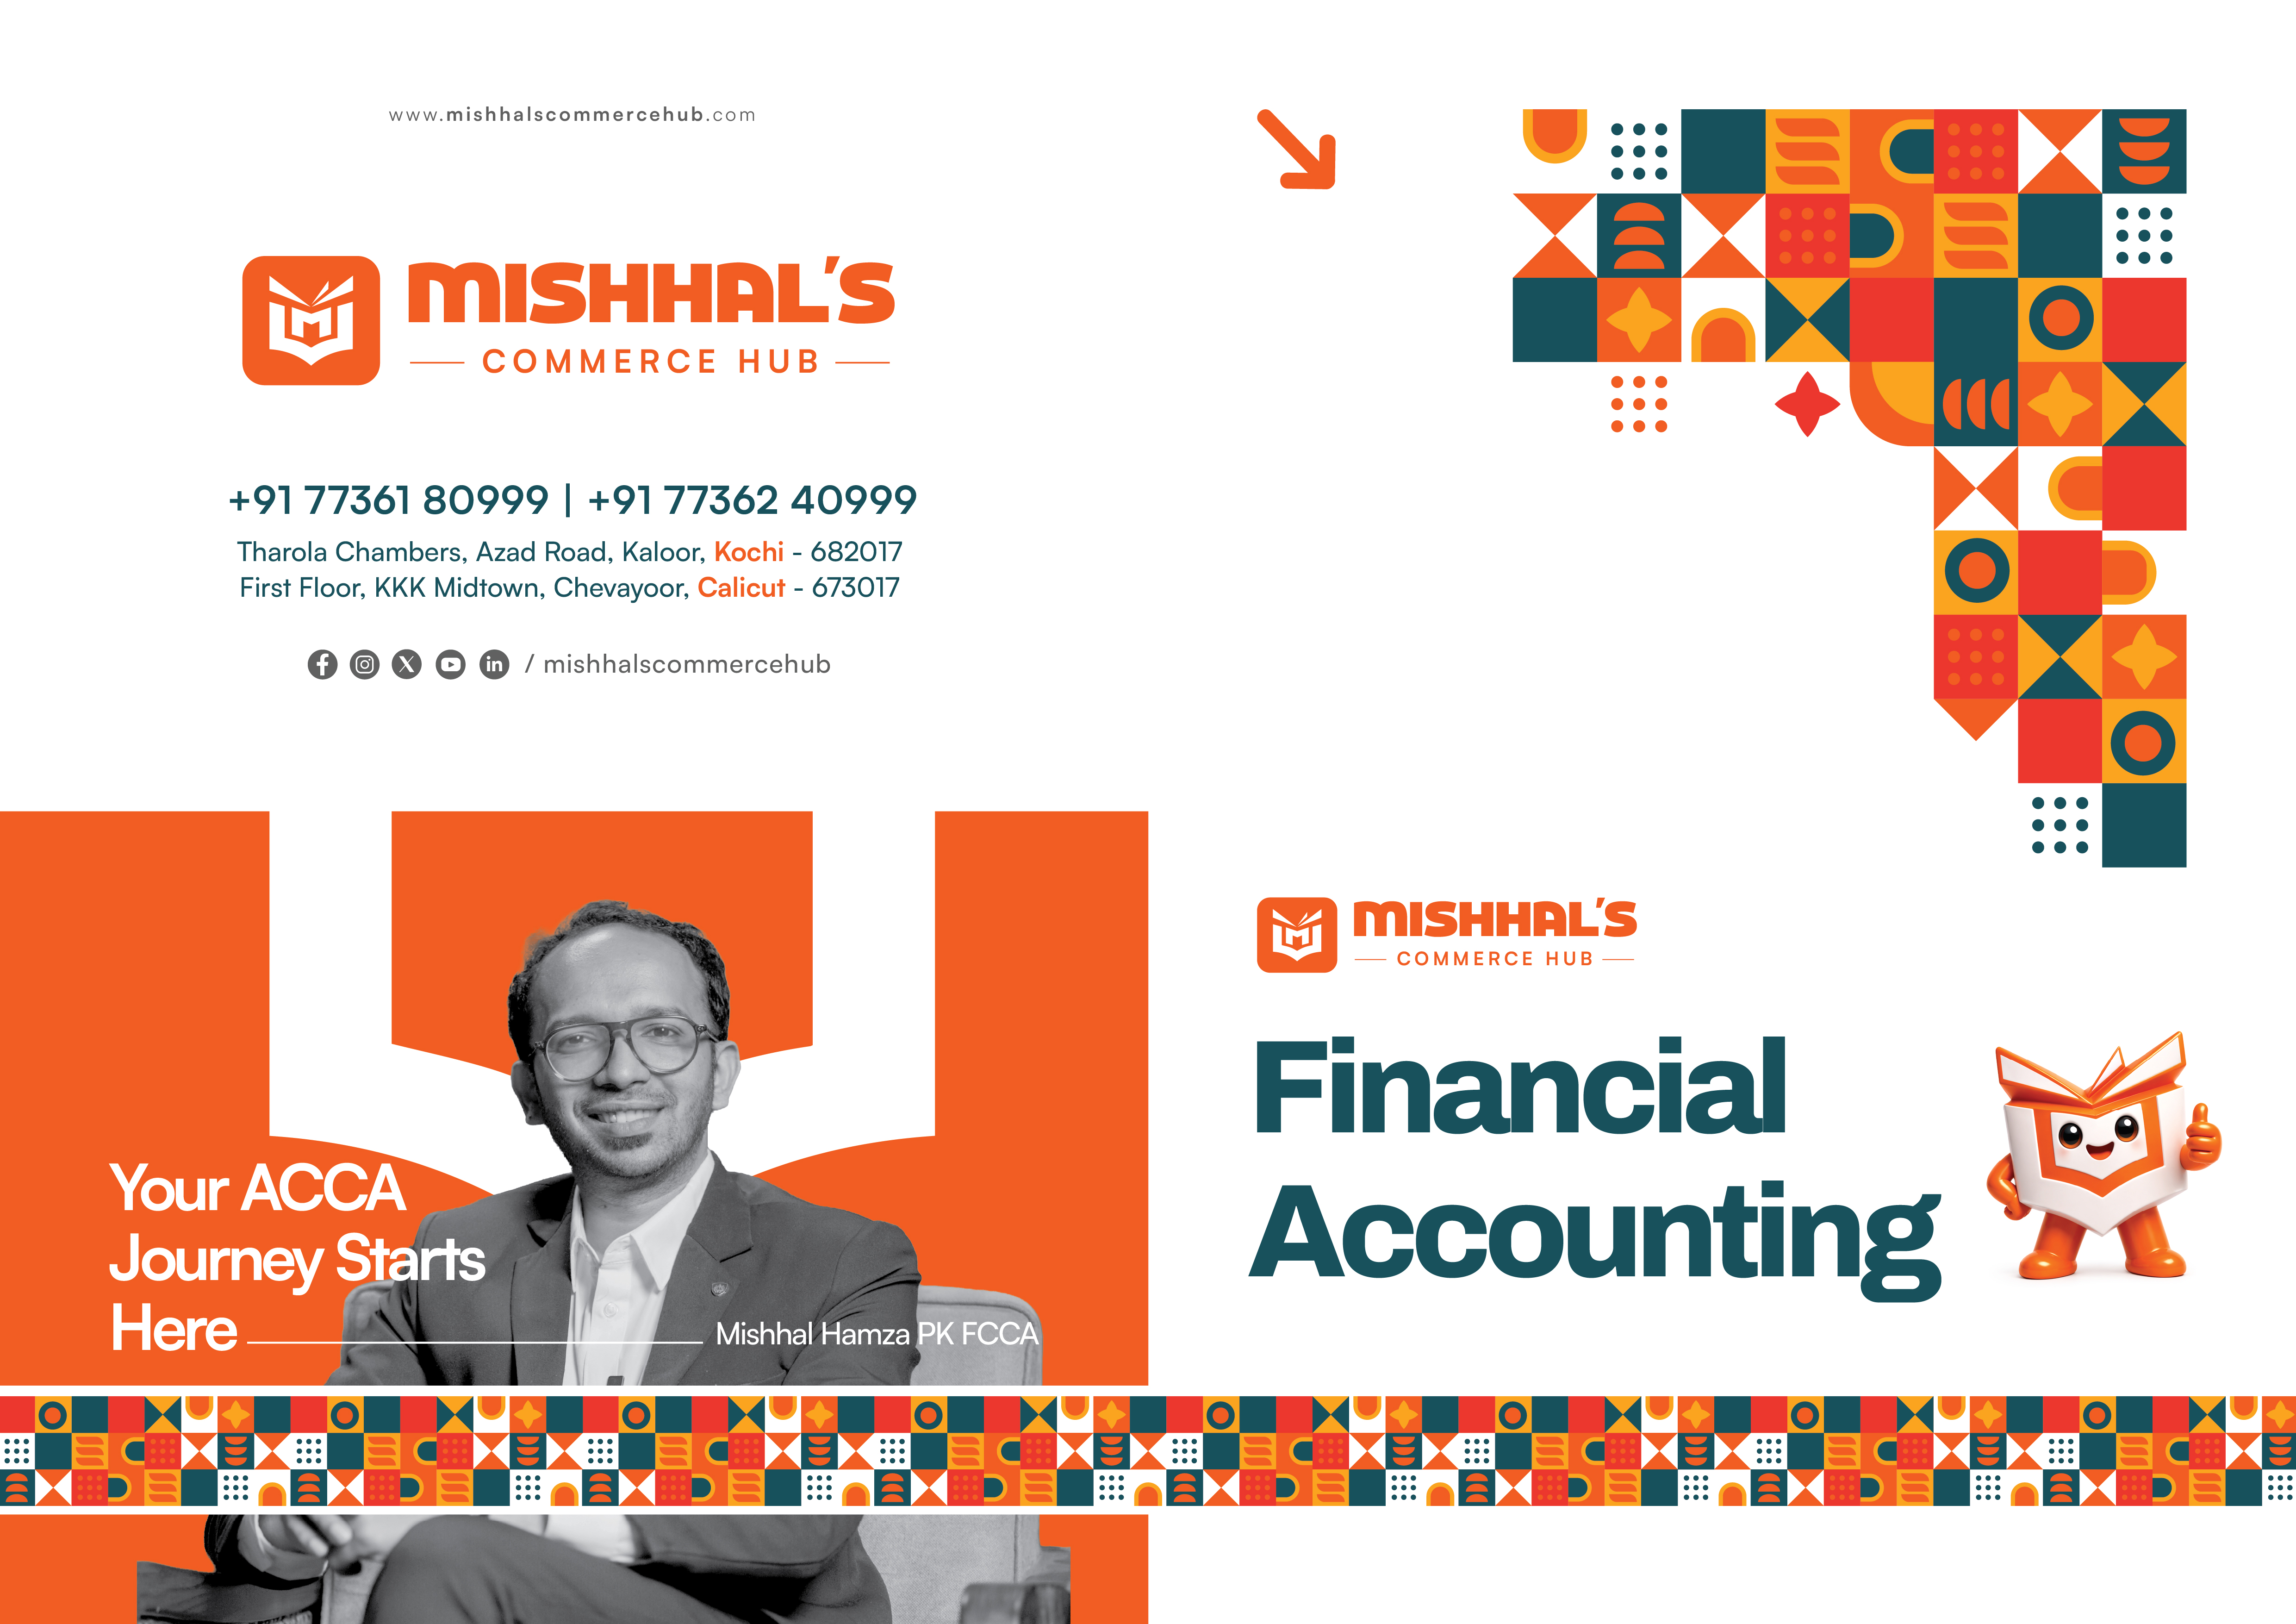 www.mishhalscommercehub.com
MISHHAL'S
COMMERCE HUB
+91 77361 80999 | +91 77362 40999
Tharola Chambers, Azad Road, Kaloor, Kochi - 682017
First Floor, KKK Midtown, Chevayoor, Calicut - 673017
/ mishhalscommercehub
Your ACCA
Journey Starts
Here
Mishhal Hamza PK FCCA
MISHHAL'S
COMMERCE HUB
Financial
Accounting